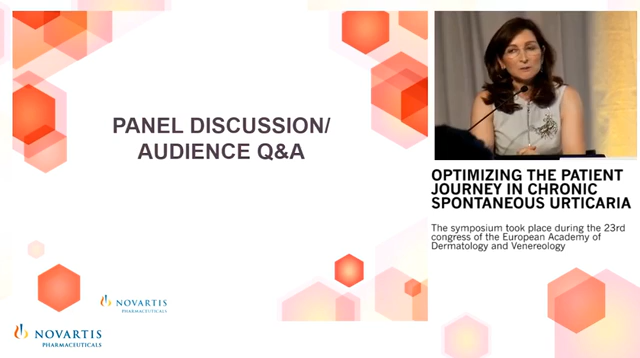 PANEL DISCUSSION/
AUDIENCE Q&A
OPTIMIZING THE PATIENT
JOURNEY IN CHRONIC
SPONTANEOUS URTICARIA
The symposium took place during the 23rd
congress of the European Academy of
Dermatology and Venereology
NOVARTIS
PHARMACEUTICALS
NOVARTIS
PHARMACEUTICALS